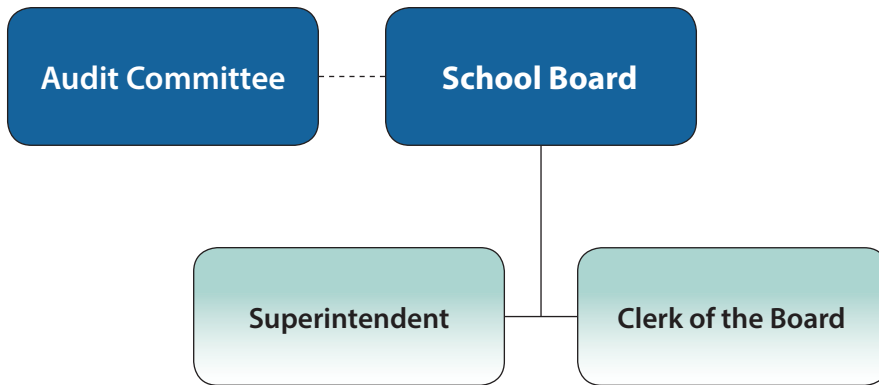 Audit Committee
School Board
Superintendent
Clerk of the Board